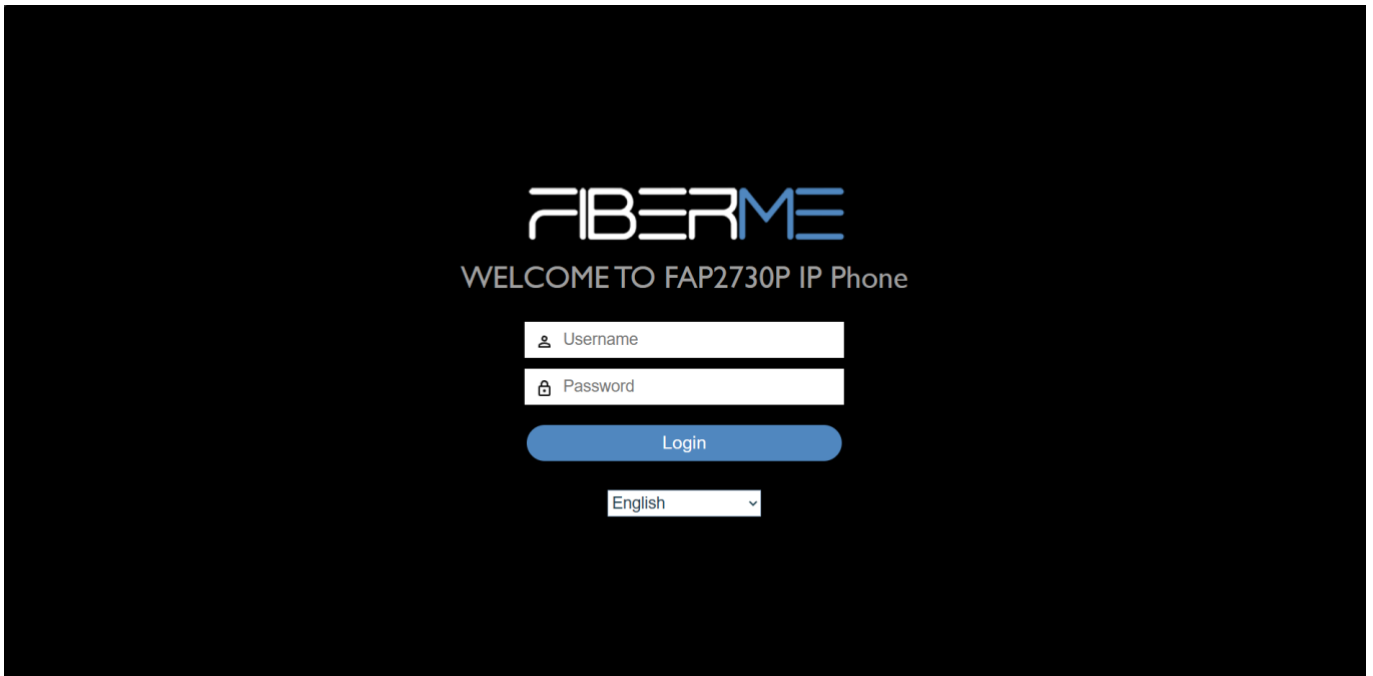 FIBERME
WELCOME TO FAP2730P IP Phone
Username
Password
Login
English